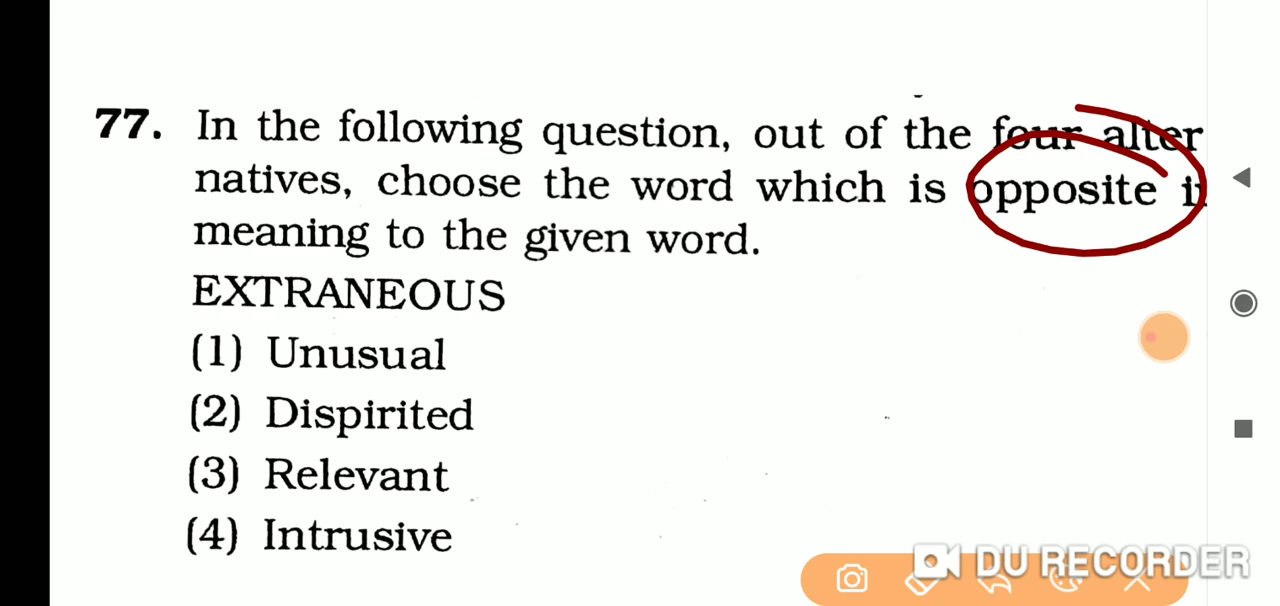 77. In the following question, out of the four alter
natives, choose the word which is opposite i
meaning to the given word.
EXTRANEOUS
(1) Unusual
(2) Dispirited
(3) Relevant
(4) Intrusive
DU RECORDER